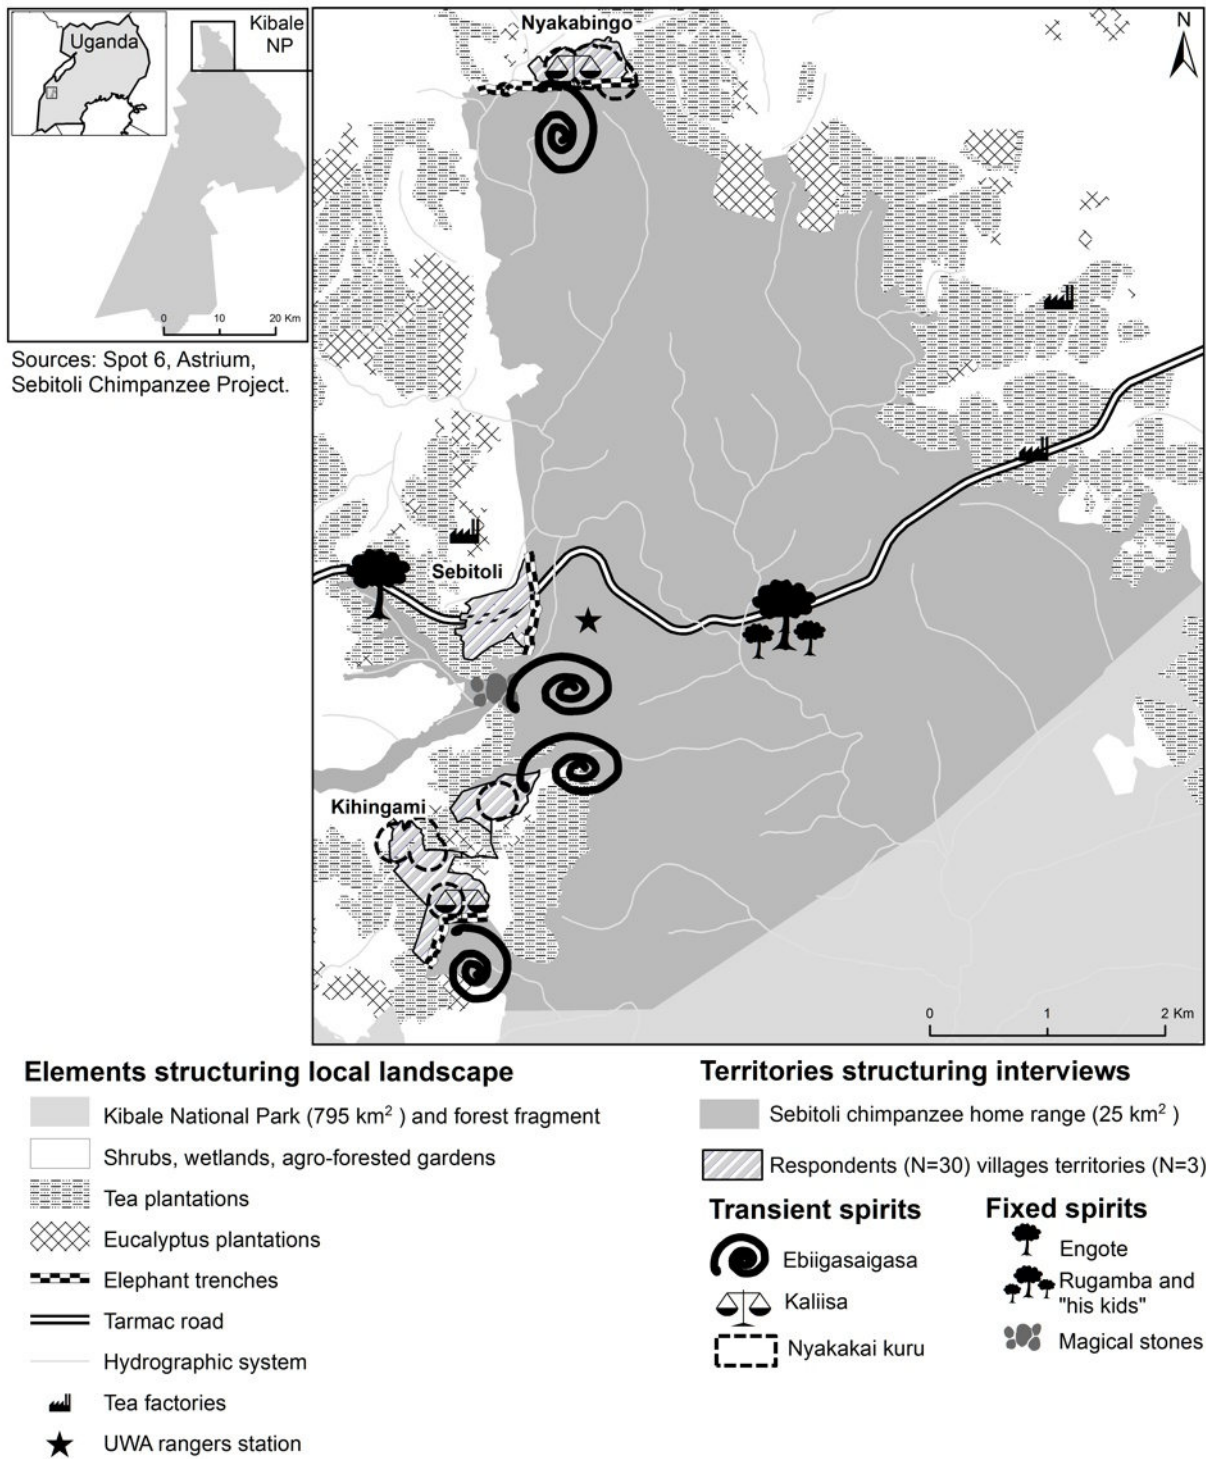 Uganda
Kibale
NP
0 10 20 Km
Sources: Spot 6, Astrium,
Sebitoli Chimpanzee Project.
Nyakabingo
N
Sebitoli
Kihingami
0 1 2 Km
Elements structuring local landscape
Kibale National Park (795 km² ) and forest fragment
Shrubs, wetlands, agro-forested gardens
Tea plantations
Eucalyptus plantations
Elephant trenches
Tarmac road
Hydrographic system
Tea factories
UWA rangers station
Territories structuring interviews
Sebitoli chimpanzee home range (25 km² )
Respondents (N=30) villages territories (N=3)
Transient spirits
Ebiigasaigasa
Kaliisa
Nyakakai kuru
Fixed spirits
Engote
Rugamba and
"his kids"
Magical stones